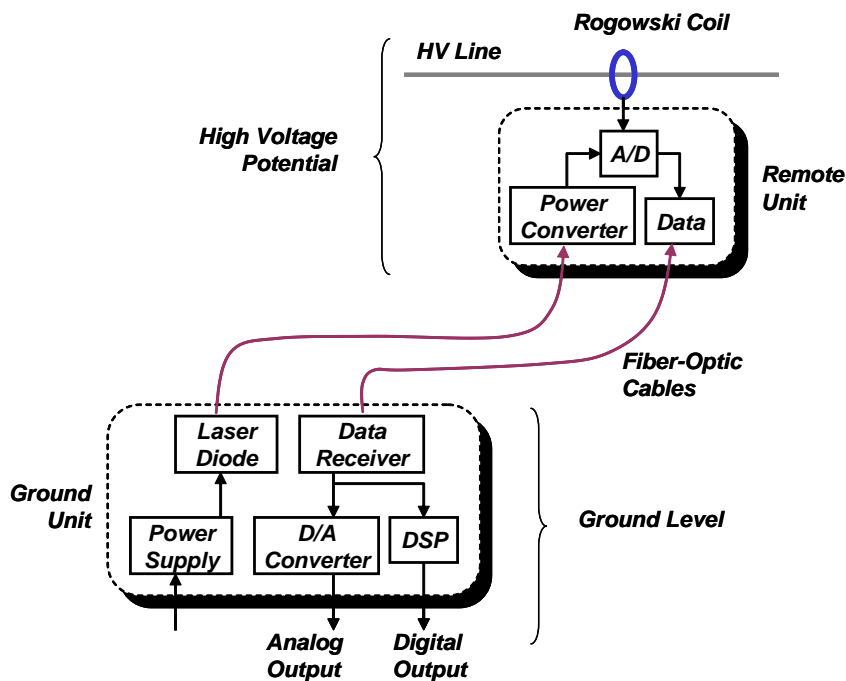 Rogowski Coil
HV Line
High Voltage
Potential
A/D
Remote
Unit
Power
Converter
Data
Fiber-Optic
Cables
Laser
Diode
Data
Receiver
Ground
Unit
Power
Supply
D/A
Converter
DSP
Ground Level
Analog
Output
Digital
Output